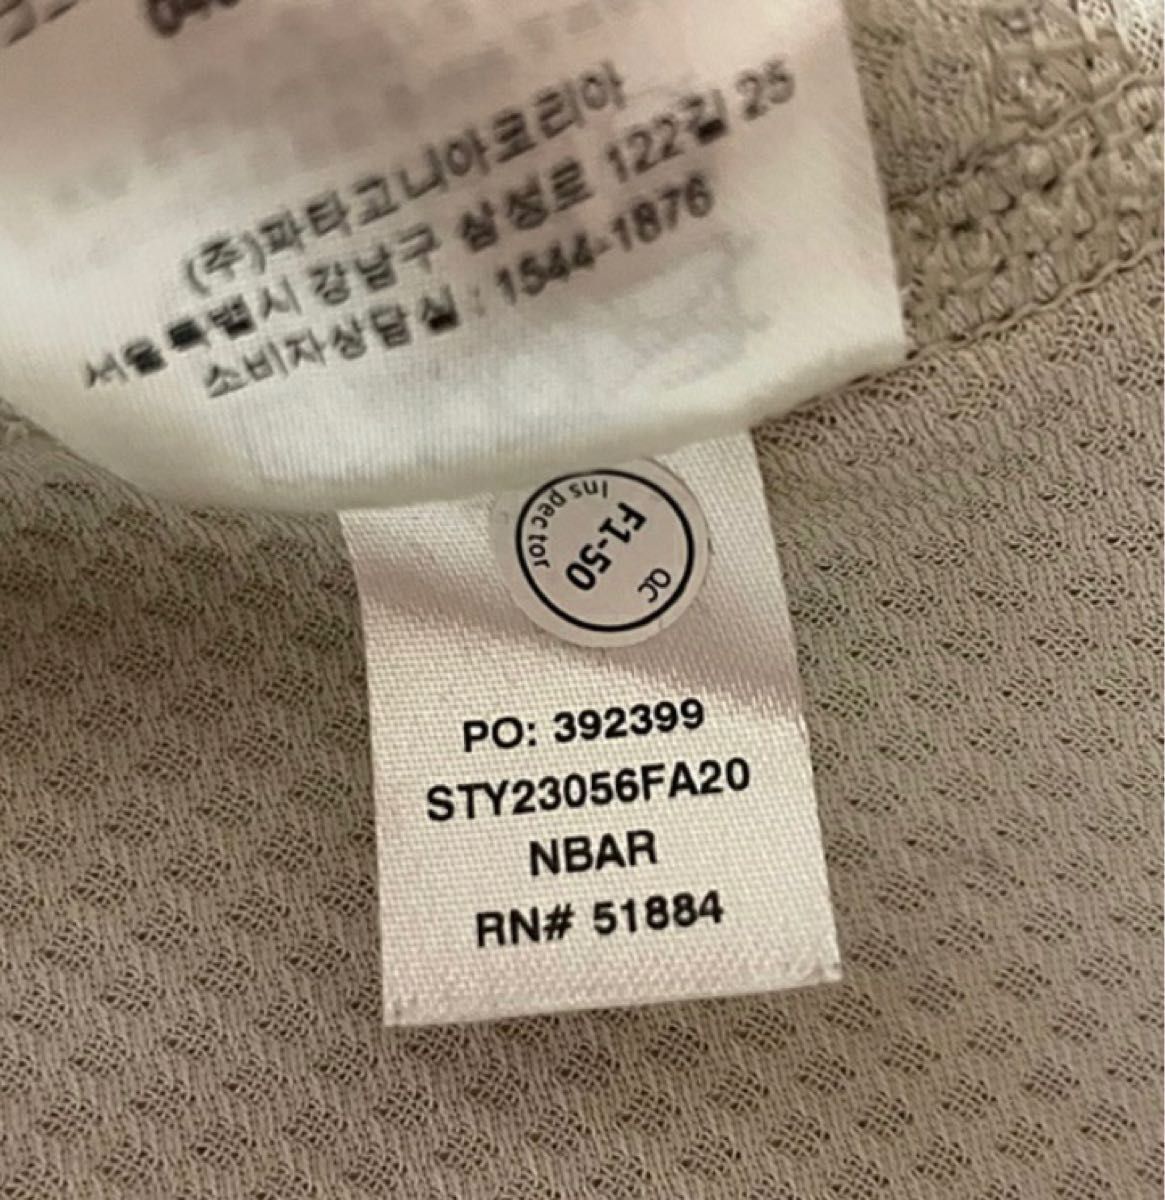 (주)파타고니아코리아
서울특별시 강남구 삼성로 122길 25
소비자상담실 : 1544-1876
Inspector
F1-50
QC
PO: 392399
STY23056FA20
NBAR
RN# 51884